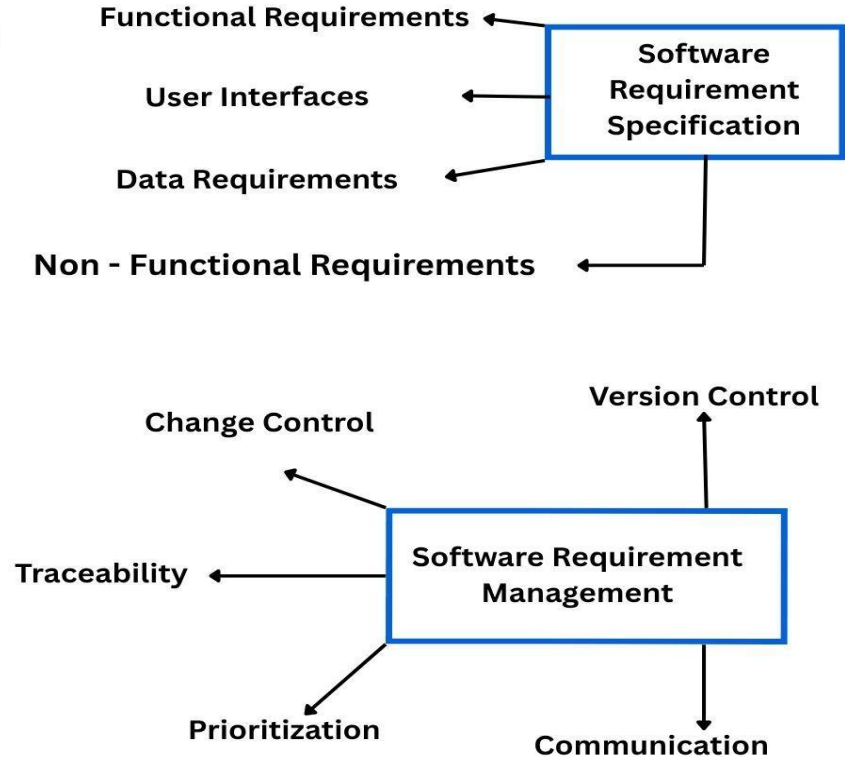 Functional Requirements
Software
Requirement
Specification
User Interfaces
Data Requirements
Non - Functional Requirements
Version Control
Change Control
Software Requirement
Management
Traceability
Prioritization
Communication